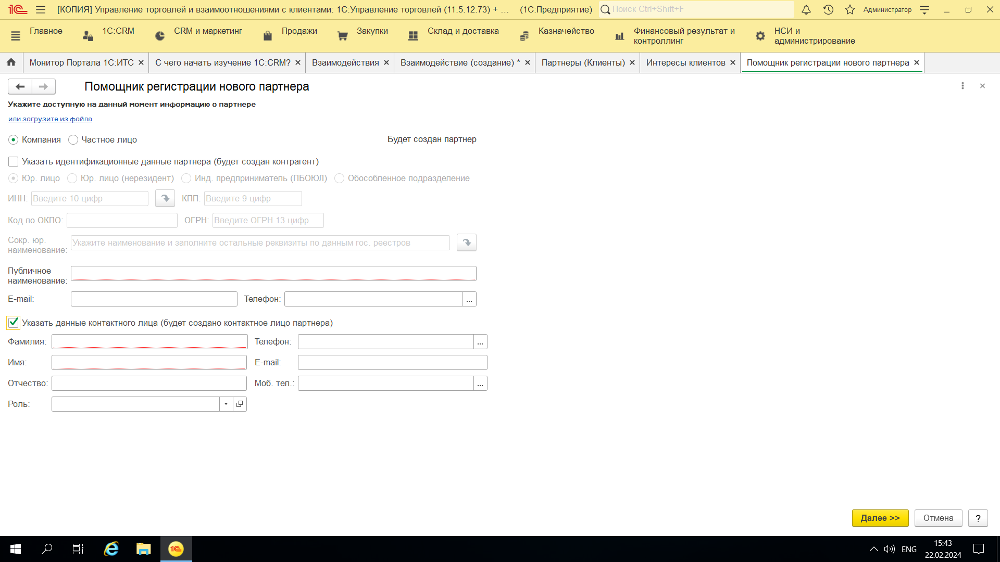 [КОПИЯ] Управление торговлей и взаимоотношениями с клиентами: 1С:Управление торговлей (11.5.12.73) + ... (1С:Предприятие) Поиск Ctrl+Shift+F Администратор
Главное 1C:CRM CRM и маркетинг Продажи Закупки Склад и доставка Казначейство Финансовый результат и контроллинг НСИ и администрирование
Монитор Портала 1С:ИТС С чего начать изучение 1C:CRM? Взаимодействия Взаимодействие (создание) * Партнеры (Клиенты) Интересы клиентов Помощник регистрации нового партнера
Помощник регистрации нового партнера
Укажите доступную на данный момент информацию о партнере
или загрузите из файла
Компания Частное лицо Будет создан партнер
Указать идентификационные данные партнера (будет создан контрагент)
Юр. лицо Юр. лицо (нерезидент) Инд. предприниматель (ПБОЮЛ) Обособленное подразделение
ИНН: Введите 10 цифр КПП: Введите 9 цифр
Код по ОКПО: ОГРН: Введите ОГРН 13 цифр
Сокр. юр. наименование: Укажите наименование и заполните остальные реквизиты по данным гос. реестров
Публичное наименование:
E-mail: Телефон: ...
Указать данные контактного лица (будет создано контактное лицо партнера)
Фамилия: Телефон: ...
Имя: E-mail:
Отчество: Моб. тел.: ...
Роль:
Далее >> Отмена ?
ENG 15:43
22.02.2024